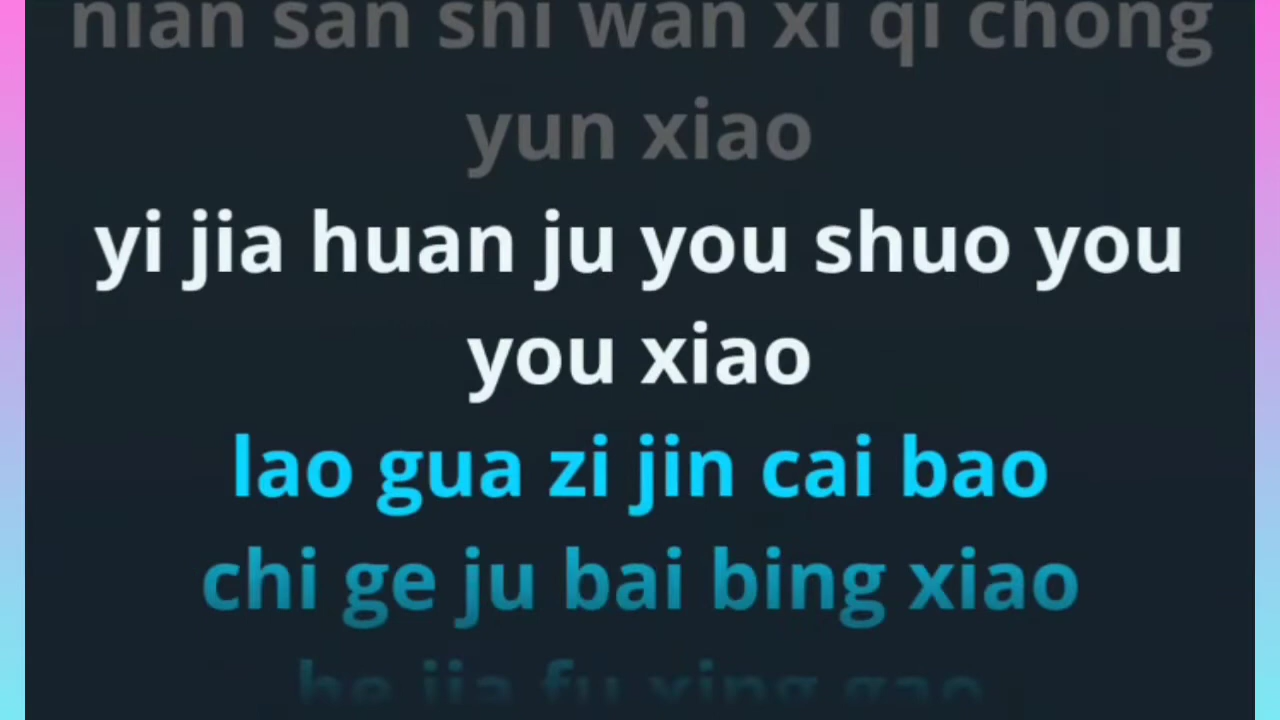 nian san shi wan xi qi chong
yun xiao
yi jia huan ju you shuo you
you xiao
lao gua zi jin cai bao
chi ge ju bai bing xiao
he jia fu xing gao